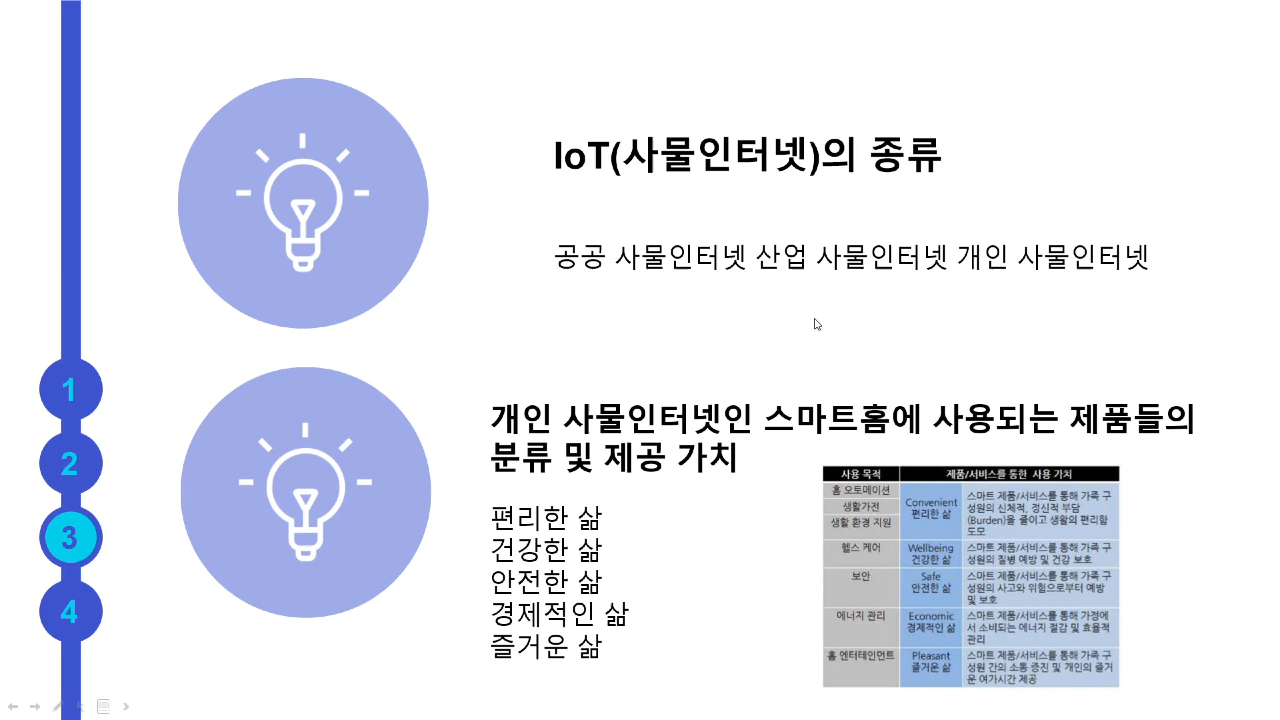 IoT(사물인터넷)의 종류
공공 사물인터넷 산업 사물인터넷 개인 사물인터넷
1
2
3
4
개인 사물인터넷인 스마트홈에 사용되는 제품들의
분류 및 제공 가치
편리한 삶
건강한 삶
안전한 삶
경제적인 삶
즐거운 삶
사용 목적
제품/서비스를 통한 사용 가치
홈 오토메이션
생활가전
생활 환경 지원
Convenient
편리한 삶
스마트 제품/서비스를 통해 가족 구
성원의 신체적, 정신적 부담
(Burden)을 줄이고 생활의 편리함
도모
헬스 케어
Wellbeing
건강한 삶
스마트 제품/서비스를 통해 가족 구
성원의 질병 예방 및 건강 보호
보안
Safe
안전한 삶
스마트 제품/서비스를 통해 가족 구
성원의 사고와 위험으로부터 예방
및 보호
에너지 관리
Economic
경제적인 삶
스마트 제품/서비스를 통해 가정에
서 소비되는 에너지 절감 및 효율적
관리
홈 엔터테인먼트
Pleasant
즐거운 삶
스마트 제품/서비스를 통해 가족 구
성원 간의 소통 증진 및 개인의 즐거
운 여가시간 제공